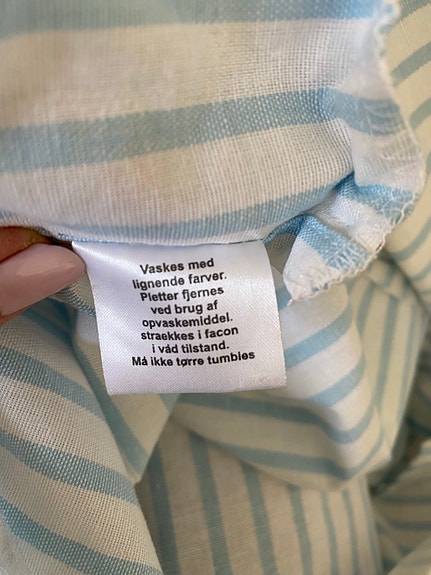 Vaskes med
lignende farver.
Pletter fjernes
ved brug af
opvaskemiddel.
straekkes i facon
i våd tilstand.
Må ikke tørre tumbles